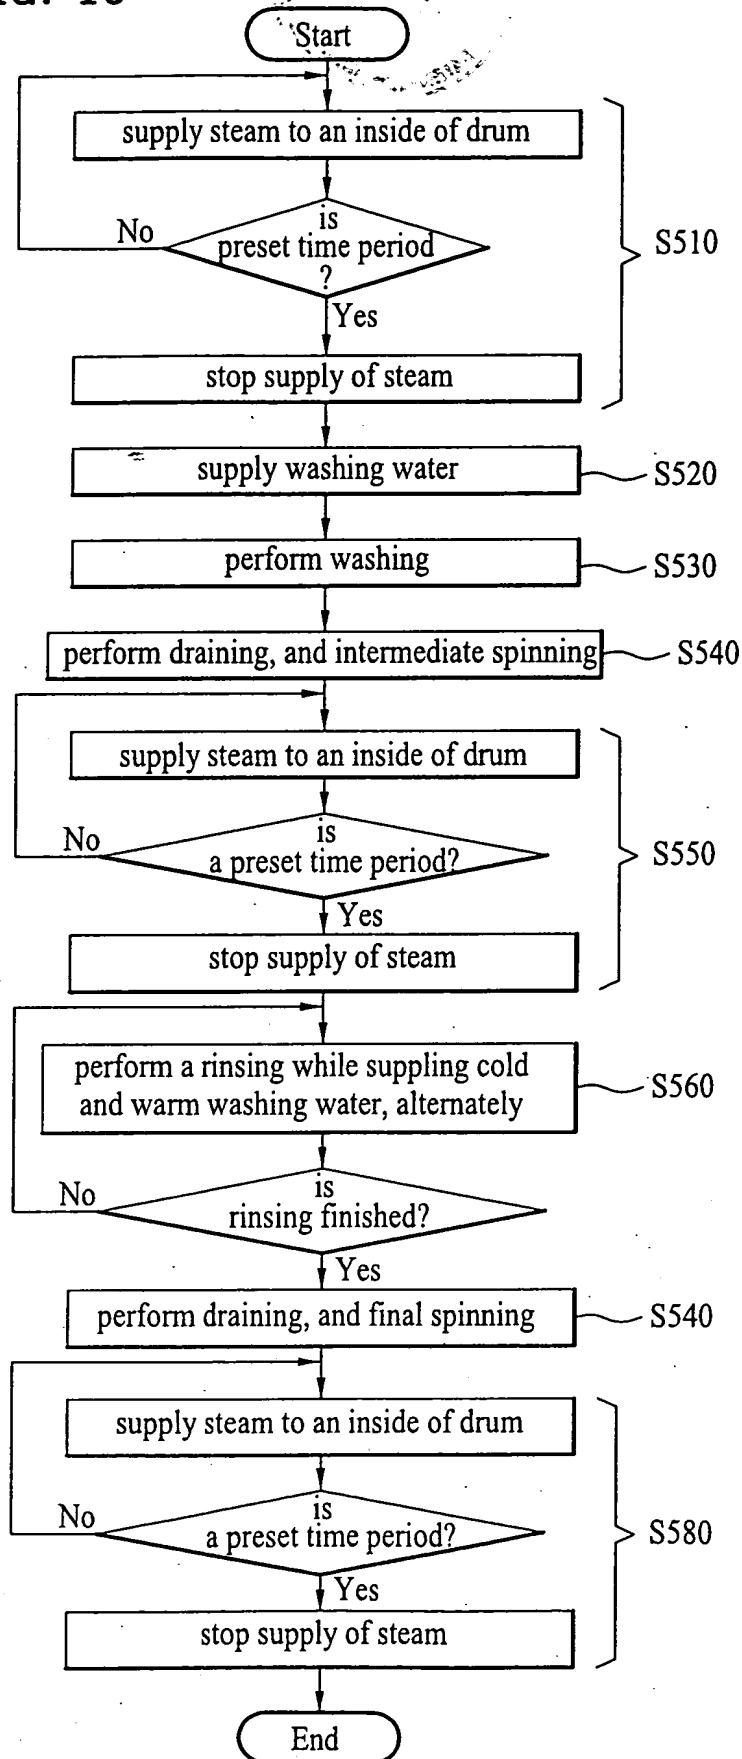 Start
supply steam to an inside of drum
is
preset time period
?
No
Yes
stop supply of steam
S510
supply washing water
S520
perform washing
S530
perform draining, and intermediate spinning
S540
supply steam to an inside of drum
is
a preset time period?
No
Yes
stop supply of steam
S550
perform a rinsing while suppling cold
and warm washing water, alternately
S560
is
rinsing finished?
No
Yes
perform draining, and final spinning
S540
supply steam to an inside of drum
is
a preset time period?
No
Yes
stop supply of steam
S580
End